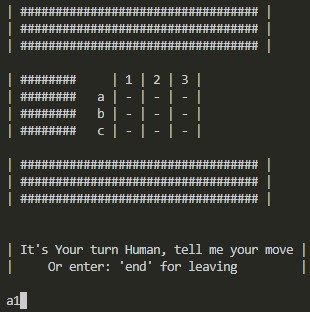 | ################################## |
| ################################## |
| ################################## |
| ########     | 1 | 2 | 3 |
| ########   a | - | - | - |
| ########   b | - | - | - |
| ########   c | - | - | - |
| ################################## |
| ################################## |
| ################################## |
| It's Your turn Human, tell me your move |
|     Or enter: 'end' for leaving         |
a1